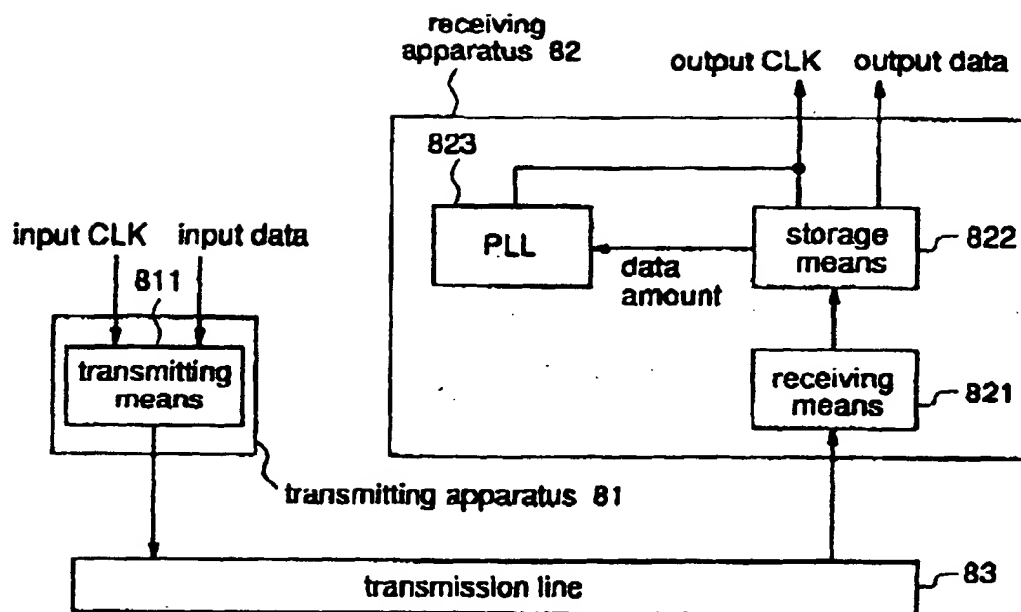 receiving
apparatus 82
output CLK
output data
823
PLL
storage
means
822
data
amount
input CLK
input data
811
transmitting
means
receiving
means
821
transmitting apparatus 81
transmission line
83